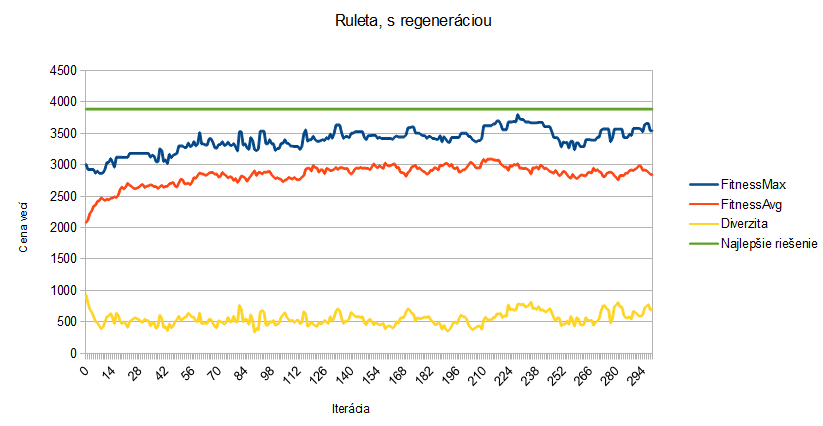 Ruleta, s regeneráciou
Cena vecí
4500
4000
3500
3000
2500
2000
1500
1000
500
0
0 14 28 42 56 70 84 98 112 126 140 154 168 182 196 210 224 238 252 266 280 294
Iterácia
FitnessMax
FitnessAvg
Diverzita
Najlepšie riešenie